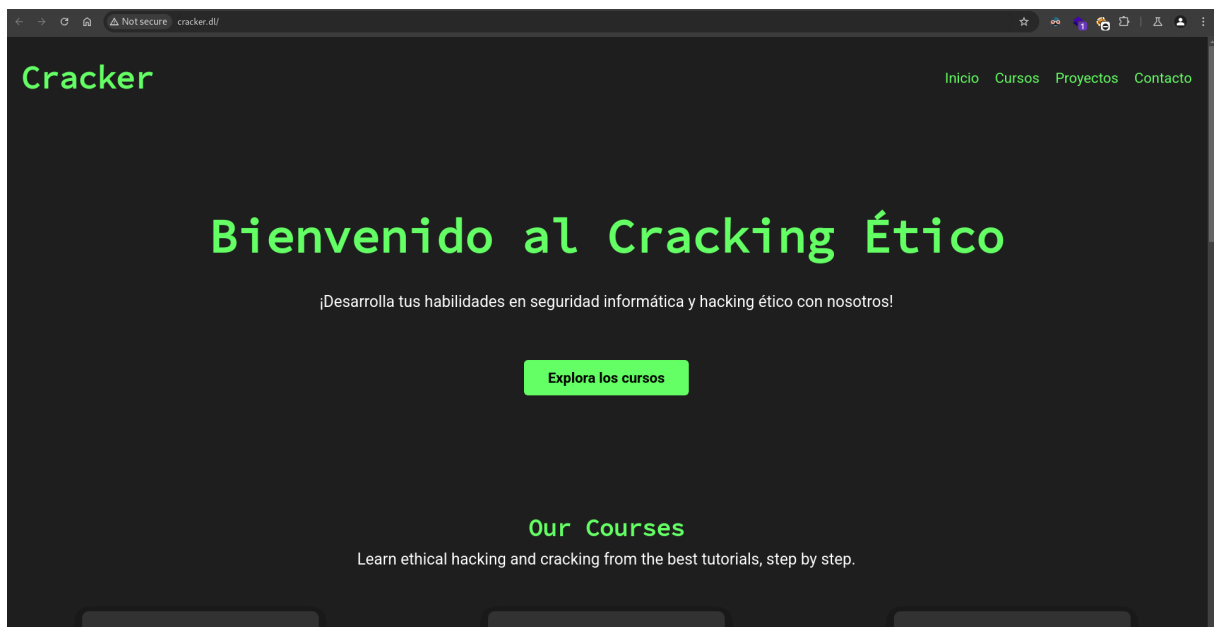 Not secure cracker.dl/
1
Cracker
Inicio Cursos Proyectos Contacto
Bienvenido al Cracking Ético
¡Desarrolla tus habilidades en seguridad informática y hacking ético con nosotros!
Explora los cursos
Our Courses
Learn ethical hacking and cracking from the best tutorials, step by step.